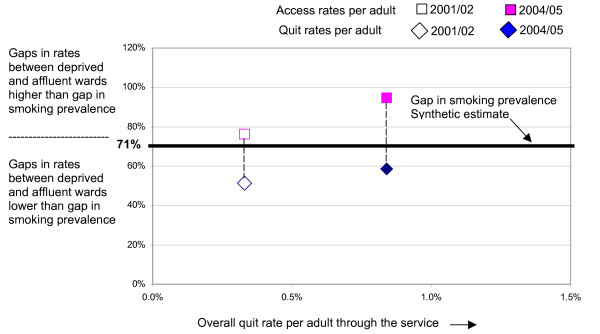 Access rates per adult 2001/02 2004/05
Quit rates per adult 2001/02 2004/05
Gaps in rates
between deprived
and affluent wards
higher than gap in
smoking prevalence
--------------------------
71%
Gaps in rates
between deprived
and affluent wards
lower than gap in
smoking prevalence
120%
100%
80%
60%
40%
20%
0%
Gap in smoking prevalence
Synthetic estimate
0.0% 0.5% 1.0% 1.5%
Overall quit rate per adult through the service